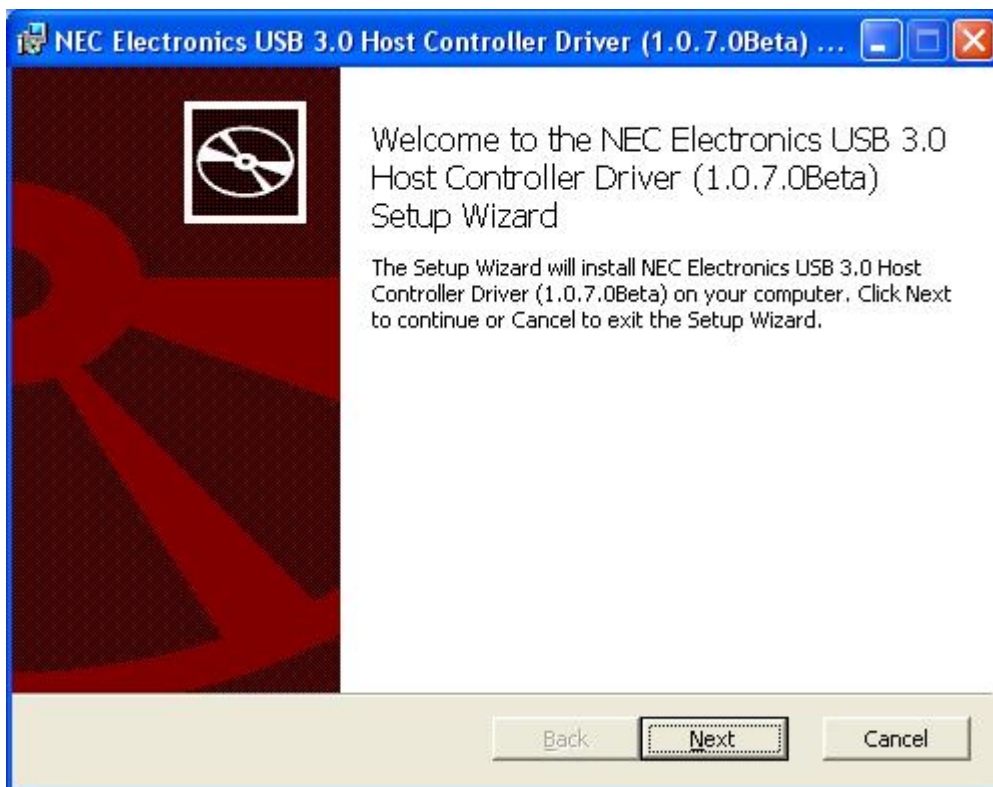 NEC Electronics USB 3.0 Host Controller Driver (1.0.7.0Beta) ...
Welcome to the NEC Electronics USB 3.0
Host Controller Driver (1.0.7.0Beta)
Setup Wizard
The Setup Wizard will install NEC Electronics USB 3.0 Host
Controller Driver (1.0.7.0Beta) on your computer. Click Next
to continue or Cancel to exit the Setup Wizard.
Back
Next
Cancel